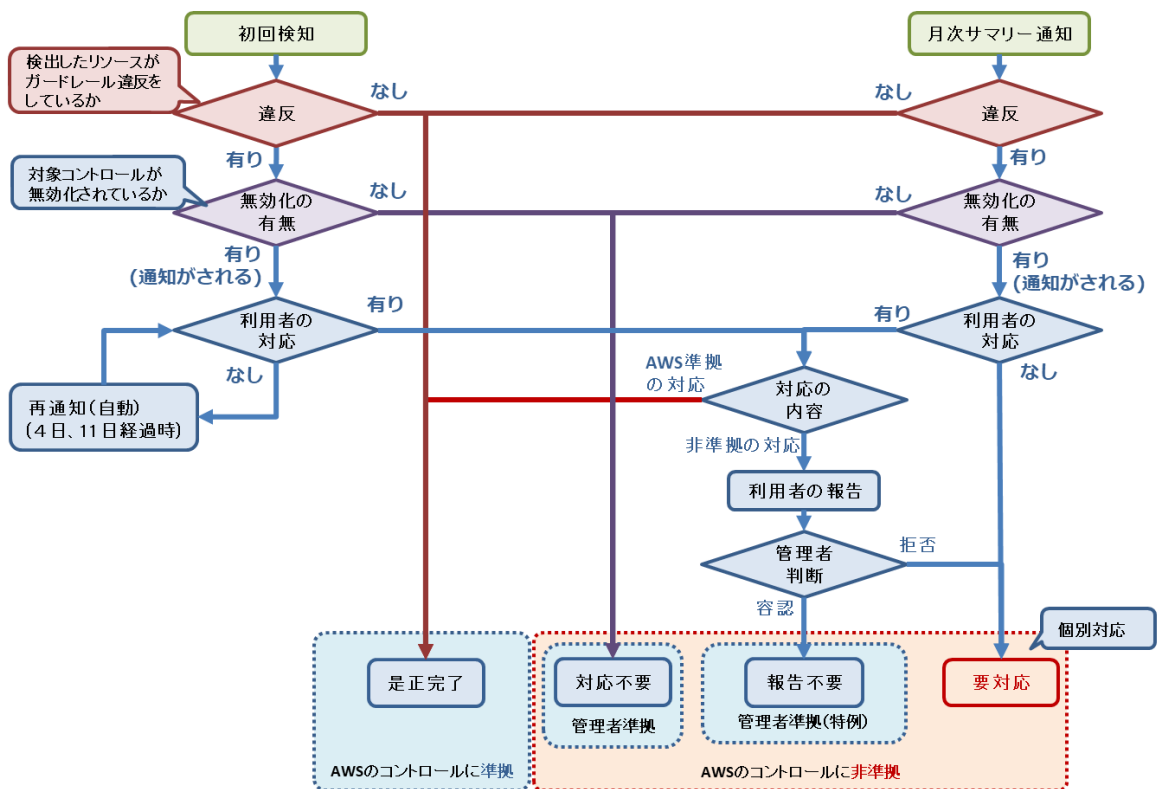 初回検知
月次サマリー通知
検出したリソースが
ガードレール違反を
しているか
違反
なし
なし
違反
有り
有り
対象コントロールが
無効化されているか
無効化の
有無
なし
なし
無効化の
有無
有り
(通知がされる)
有り
(通知がされる)
利用者の
対応
有り
有り
利用者の
対応
なし
なし
再通知(自動)
(4日、11日経過時)
AWS準拠
の対応
対応の
内容
非準拠の対応
利用者の報告
管理者
判断
拒否
容認
個別対応
是正完了
対応不要
報告不要
要対応
管理者準拠
管理者準拠(特例)
AWSのコントロールに準拠
AWSのコントロールに非準拠